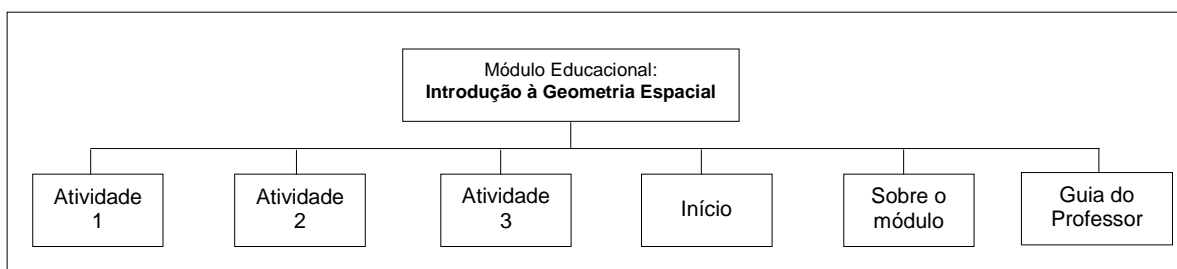 Módulo Educacional:
Introdução à Geometria Espacial
Atividade
1
Atividade
2
Atividade
3
Início
Sobre o
módulo
Guia do
Professor